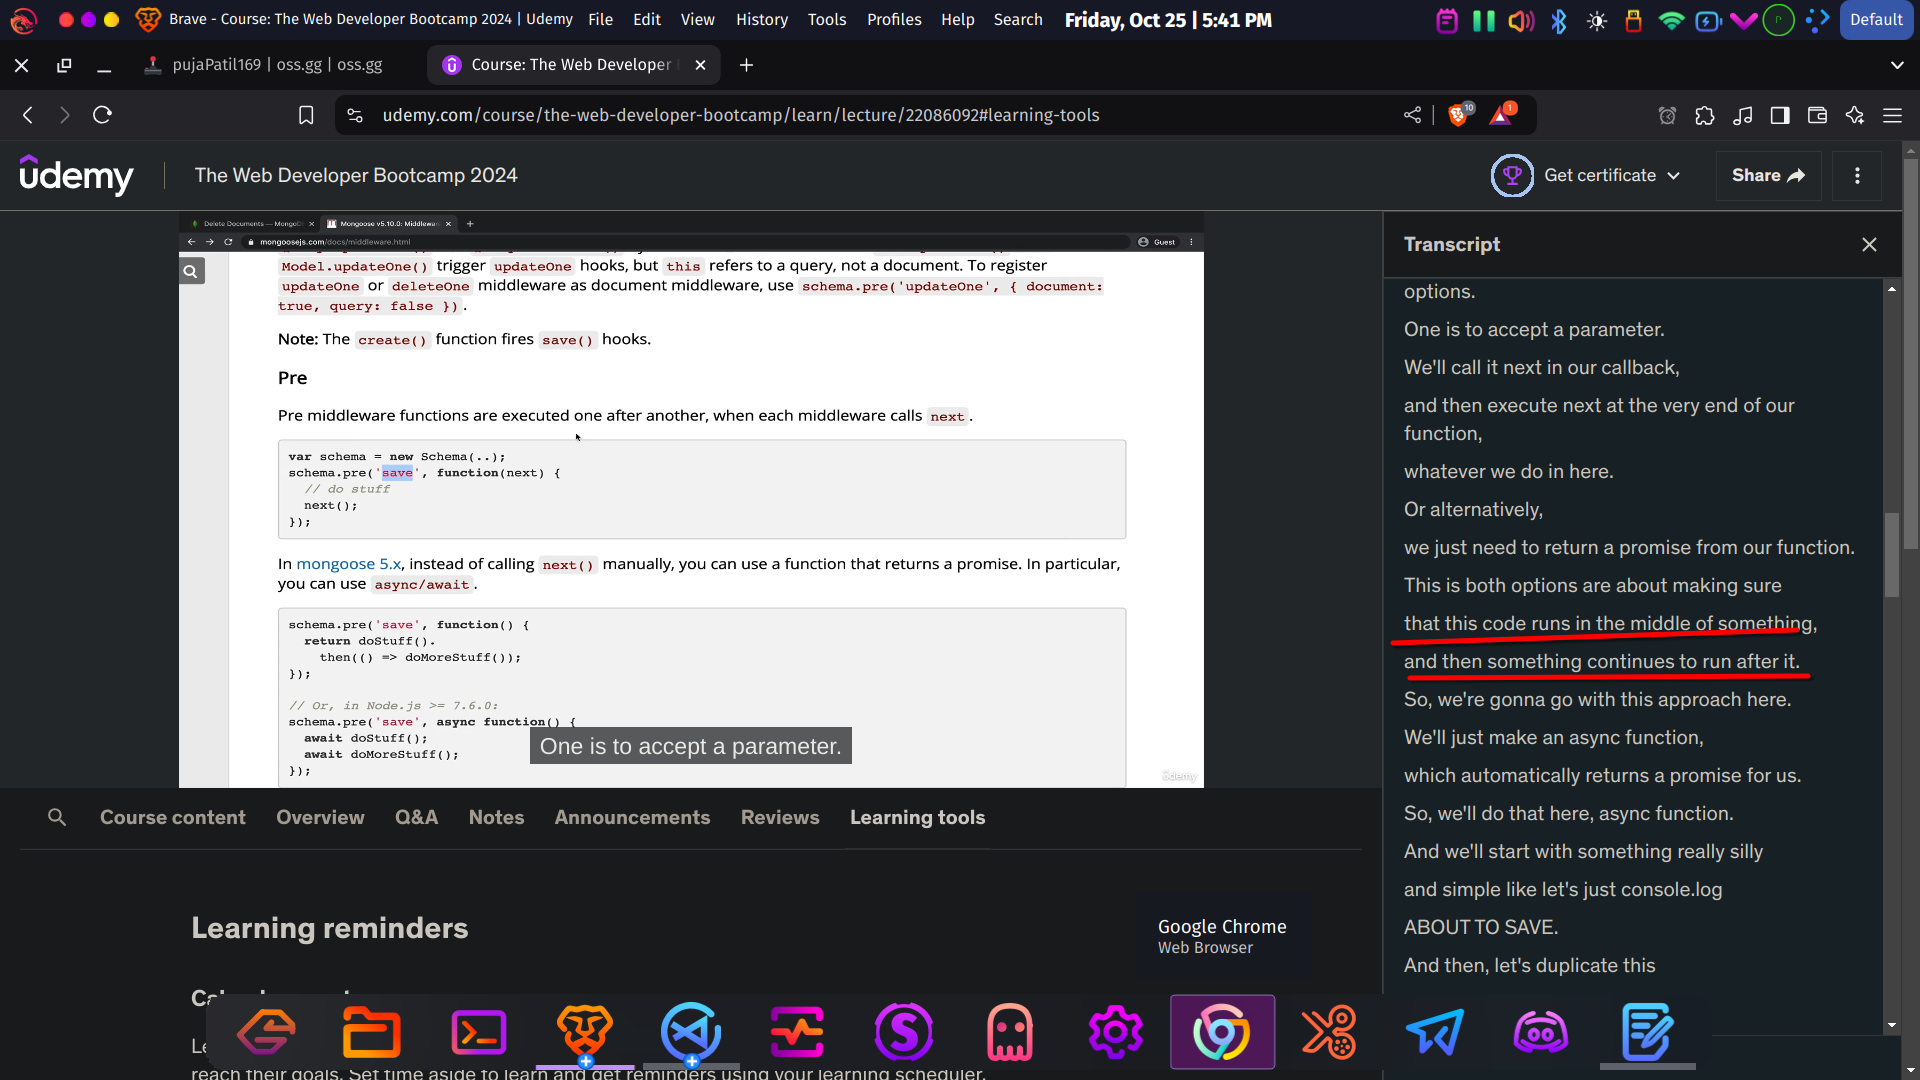 Brave - Course: The Web Developer Bootcamp 2024 | Udemy File Edit View History Tools Profiles Help Search Friday, Oct 25 | 5:41 PM Default
pujaPatil169 | oss.gg | oss.gg
Course: The Web Developer
10 1
udemy.com/course/the-web-developer-bootcamp/learn/lecture/22086092#learning-tools
udemy The Web Developer Bootcamp 2024 Get certificate Share
Delete Documents — MongoD
Mongoose v5.10.0: Middlewar
mongoosejs.com/docs/middleware.html Guest
Model.updateOne() trigger updateOne hooks, but this refers to a query, not a document. To register
updateOne or deleteOne middleware as document middleware, use schema.pre('updateOne', { document:
true, query: false }).
Note: The create() function fires save() hooks.
Pre
Pre middleware functions are executed one after another, when each middleware calls next.
var schema = new Schema(..);
schema.pre('save', function(next) {
// do stuff
next();
});
In mongoose 5.x, instead of calling next() manually, you can use a function that returns a promise. In particular,
you can use async/await.
schema.pre('save', function() {
return doStuff().
then(() => doMoreStuff());
});
// Or, in Node.js >= 7.6.0:
schema.pre('save', async function() {
await doStuff();
await doMoreStuff();
});
One is to accept a parameter.
udemy
Transcript
options.
One is to accept a parameter.
We'll call it next in our callback,
and then execute next at the very end of our
function,
whatever we do in here.
Or alternatively,
we just need to return a promise from our function.
This is both options are about making sure
that this code runs in the middle of something,
and then something continues to run after it.
So, we're gonna go with this approach here.
We'll just make an async function,
which automatically returns a promise for us.
So, we'll do that here, async function.
And we'll start with something really silly
and simple like let's just console.log
ABOUT TO SAVE.
And then, let's duplicate this
Course content Overview Q&A Notes Announcements Reviews Learning tools
Learning reminders
Google Chrome
Web Browser
reach their goals. Set time aside to learn and get reminders using your learning scheduler.